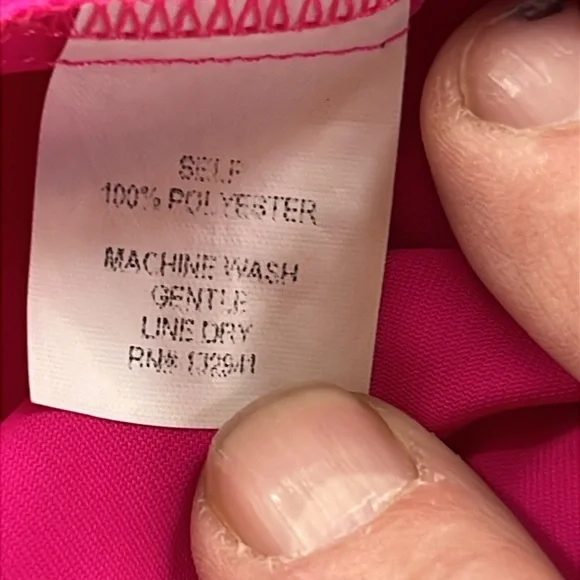 SELF
100% POLYESTER
MACHINE WASH
GENTLE
LINE DRY
RN#